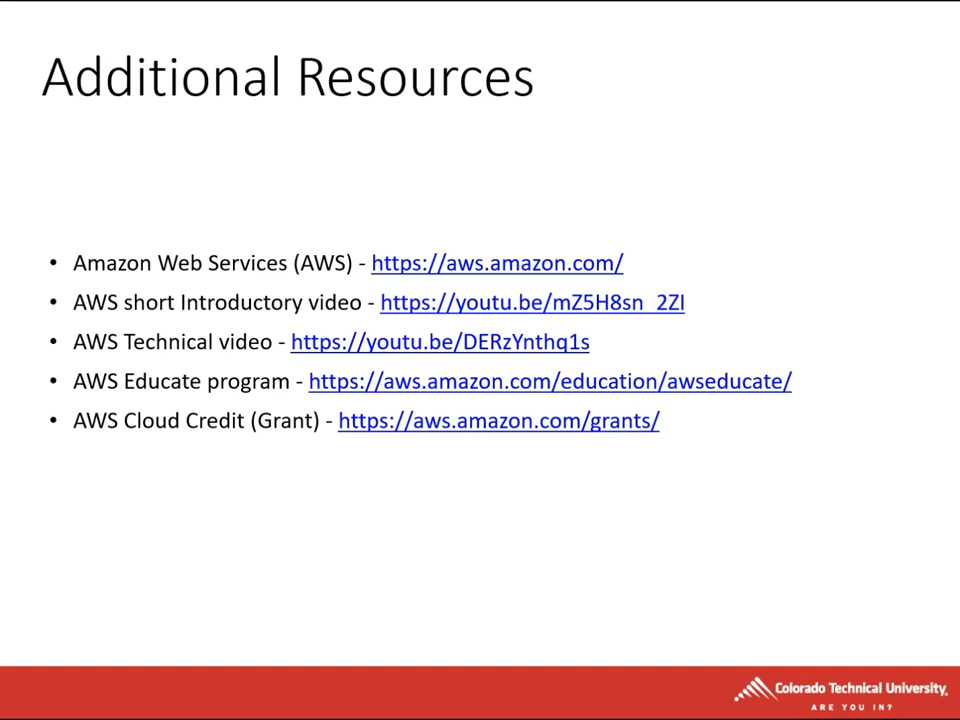 Additional Resources
• Amazon Web Services (AWS) - https://aws.amazon.com/
• AWS short Introductory video - https://youtu.be/mZ5H8sn_2ZI
• AWS Technical video - https://youtu.be/DERzYnthq1s
• AWS Educate program - https://aws.amazon.com/education/awseducate/
• AWS Cloud Credit (Grant) - https://aws.amazon.com/grants/
Colorado Technical University
ARE YOU IN?